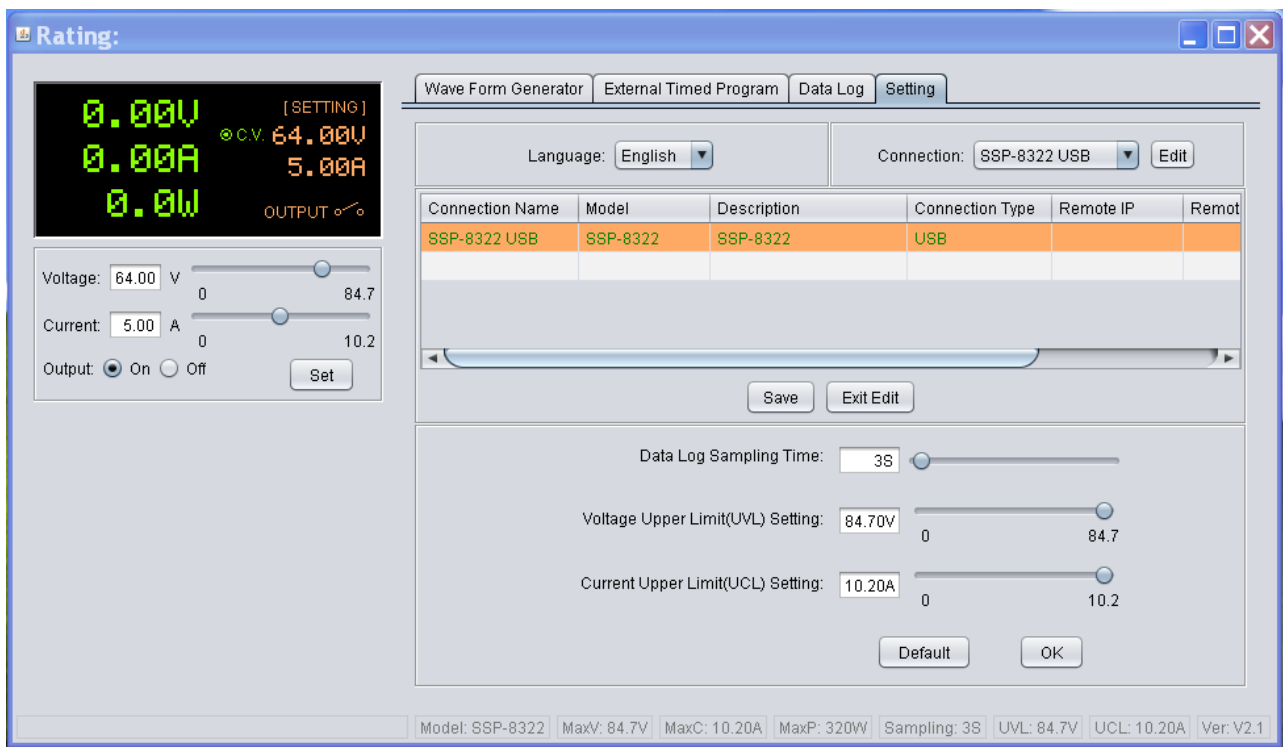 Rating:
0.00V
[SETTING]
C.V. 64.00V
0.00A
5.00A
0.0W
OUTPUT
Voltage: 64.00 V
0 84.7
Current: 5.00 A
0 10.2
Output: On Off
Set
Wave Form Generator External Timed Program Data Log Setting
Language: English
Connection: SSP-8322 USB Edit
Connection Name Model Description Connection Type Remote IP Remot
SSP-8322 USB SSP-8322 SSP-8322 USB
Save Exit Edit
Data Log Sampling Time: 3S
Voltage Upper Limit(UVL) Setting: 84.70V
0 84.7
Current Upper Limit(UCL) Setting: 10.20A
0 10.2
Default OK
Model: SSP-8322 MaxV: 84.7V MaxC: 10.20A MaxP: 320W Sampling: 3S UVL: 84.7V UCL: 10.20A Ver: V2.1